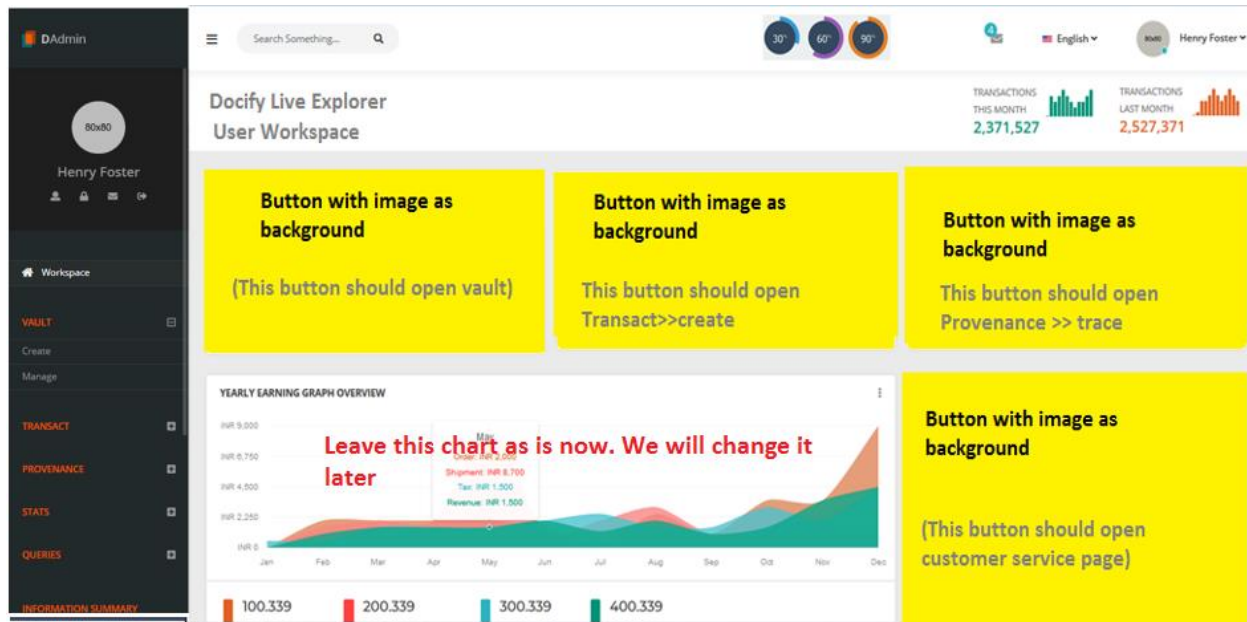 DAdmin
Search Something...
30%
60%
90%
4
English
80x80
Henry Foster
80x80
Henry Foster
Workspace
VAULT
Create
Manage
TRANSACT
PROVENANCE
STATS
QUERIES
INFORMATION SUMMARY
Docify Live Explorer
User Workspace
TRANSACTIONS
THIS MONTH
2,371,527
TRANSACTIONS
LAST MONTH
2,527,371
Button with image as
background
(This button should open vault)
Button with image as
background
This button should open
Transact>>create
Button with image as
background
This button should open
Provenance >> trace
YEARLY EARNING GRAPH OVERVIEW
INR 9,000
INR 6,750
INR 4,500
INR 2,250
INR 0
Leave this chart as is now. We will change it
later
May
Order: INR 2,000
Shipment: INR 8,700
Tax: INR 1,500
Revenue: INR 1,500
Jan Feb Mar Apr May Jun Jul Aug Sep Oct Nov Dec
100.339
200.339
300.339
400.339
Button with image as
background
(This button should open
customer service page)